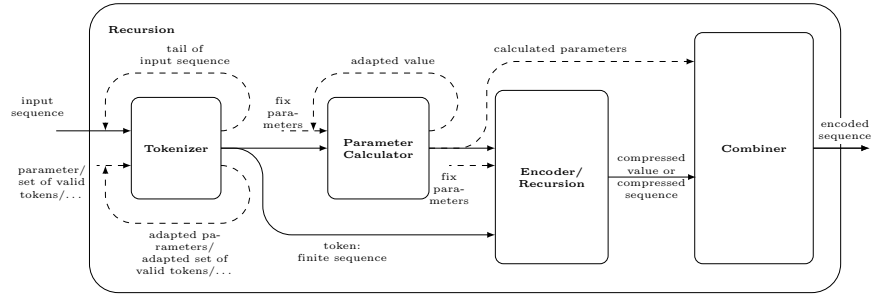 Recursion
tail of
input sequence
adapted value
calculated parameters
input
sequence
fix
para-
meters
Tokenizer
Parameter
Calculator
Encoder/
Recursion
Combiner
encoded
sequence
parameter/
set of valid
tokens/...
fix
para-
meters
compressed
value or
compressed
sequence
adapted pa-
rameters/
adapted set of
valid tokens/...
token:
finite sequence